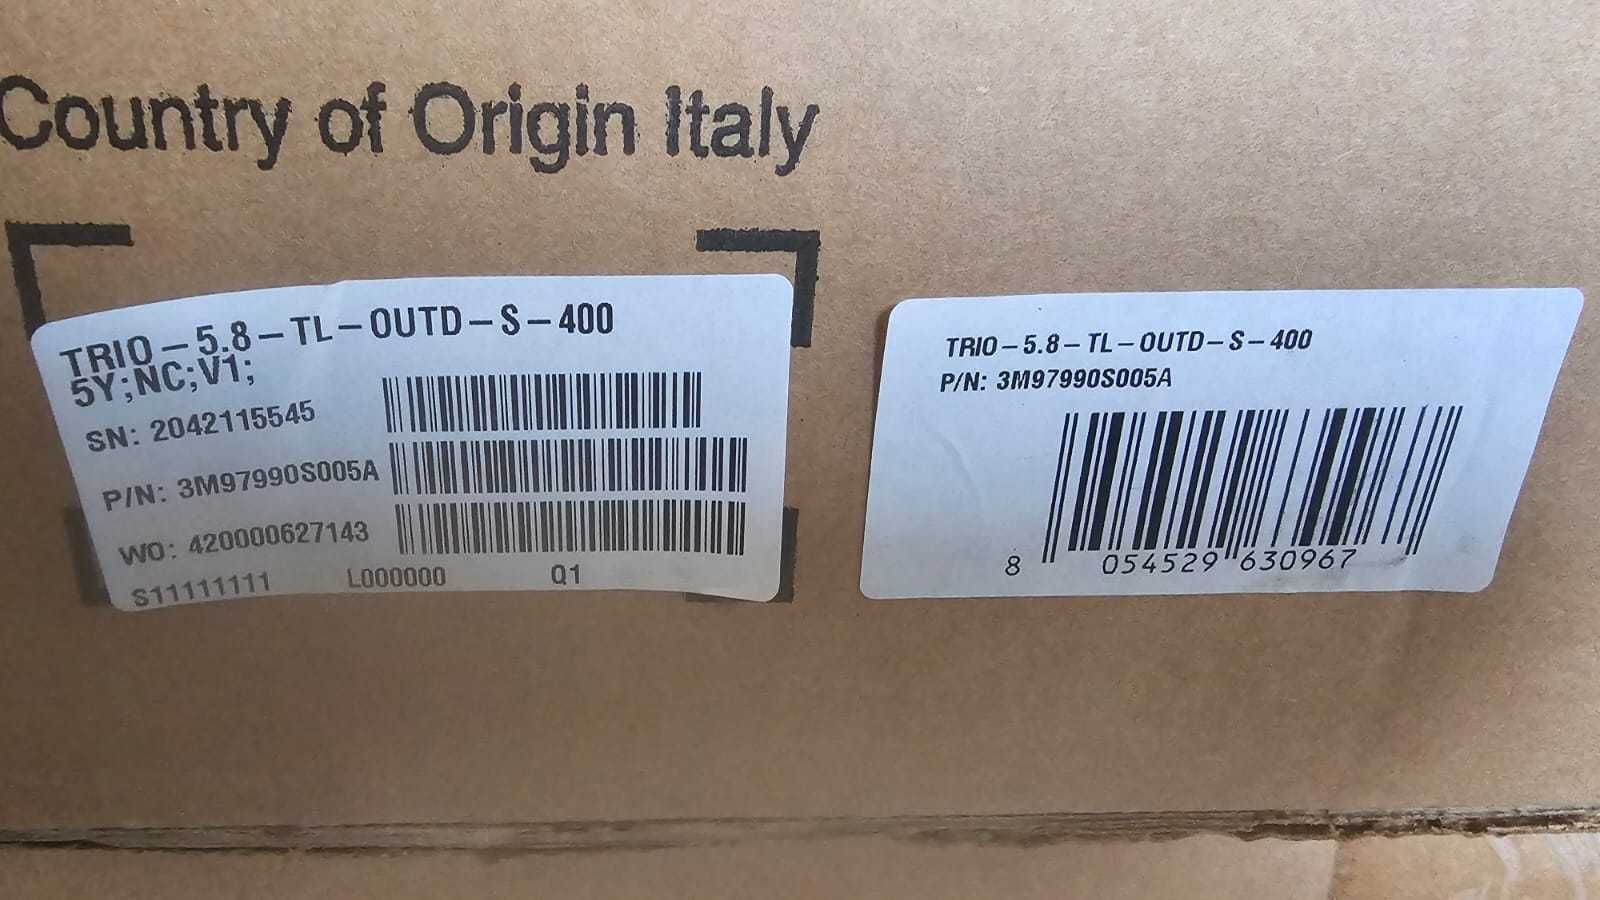 Country of Origin Italy
TRIO-5.8-TL-OUTD-S-400
5Y;NC;V1;
SN: 2042115545
P/N: 3M97990S005A
WO: 420000627143
S11111111 L000000 Q1
TRIO-5.8-TL-OUTD-S-400
P/N: 3M97990S005A
8 054529 630967